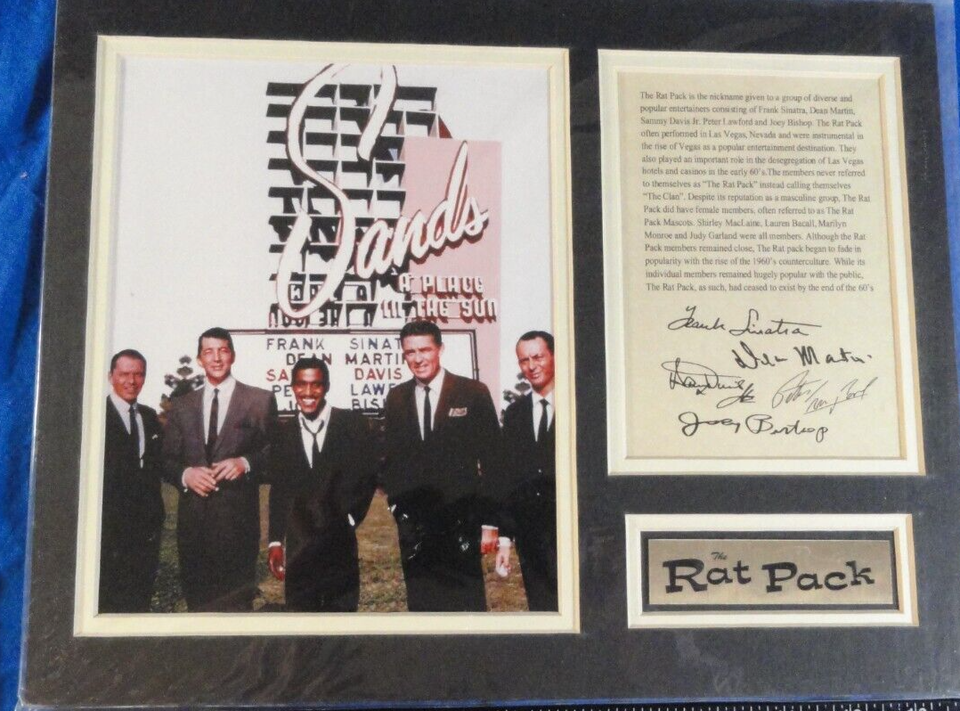 Sands
A PLACE
IN THE SUN
FRANK SINAT
DEAN MARTIN
SA DAVIS
PE LAWF
J BISH
The Rat Pack is the nickname given to a group of diverse and
popular entertainers consisting of Frank Sinatra, Dean Martin,
Sammy Davis Jr. Peter Lawford and Joey Bishop. The Rat Pack
often performed in Las Vegas, Nevada and were instrumental in
the rise of Vegas as a popular entertainment destination. They
also played an important role in the desegregation of Las Vegas
hotels and casinos in the early 60's.The members never referred
to themselves as "The Rat Pack" instead calling themselves
"The Clan". Despite its reputation as a masculine group, The Rat
Pack did have female members, often referred to as The Rat
Pack Mascots. Shirley MacLaine, Lauren Bacall, Marilyn
Monroe and Judy Garland were all members. Although the Rat
Pack members remained close, The Rat pack began to fade in
popularity with the rise of the 1960's counterculture. While its
individual members remained hugely popular with the public,
The Rat Pack, as such, had ceased to exist by the end of the 60's
Frank Sinatra
Dean Martin
Joey Bishop
The
Rat Pack